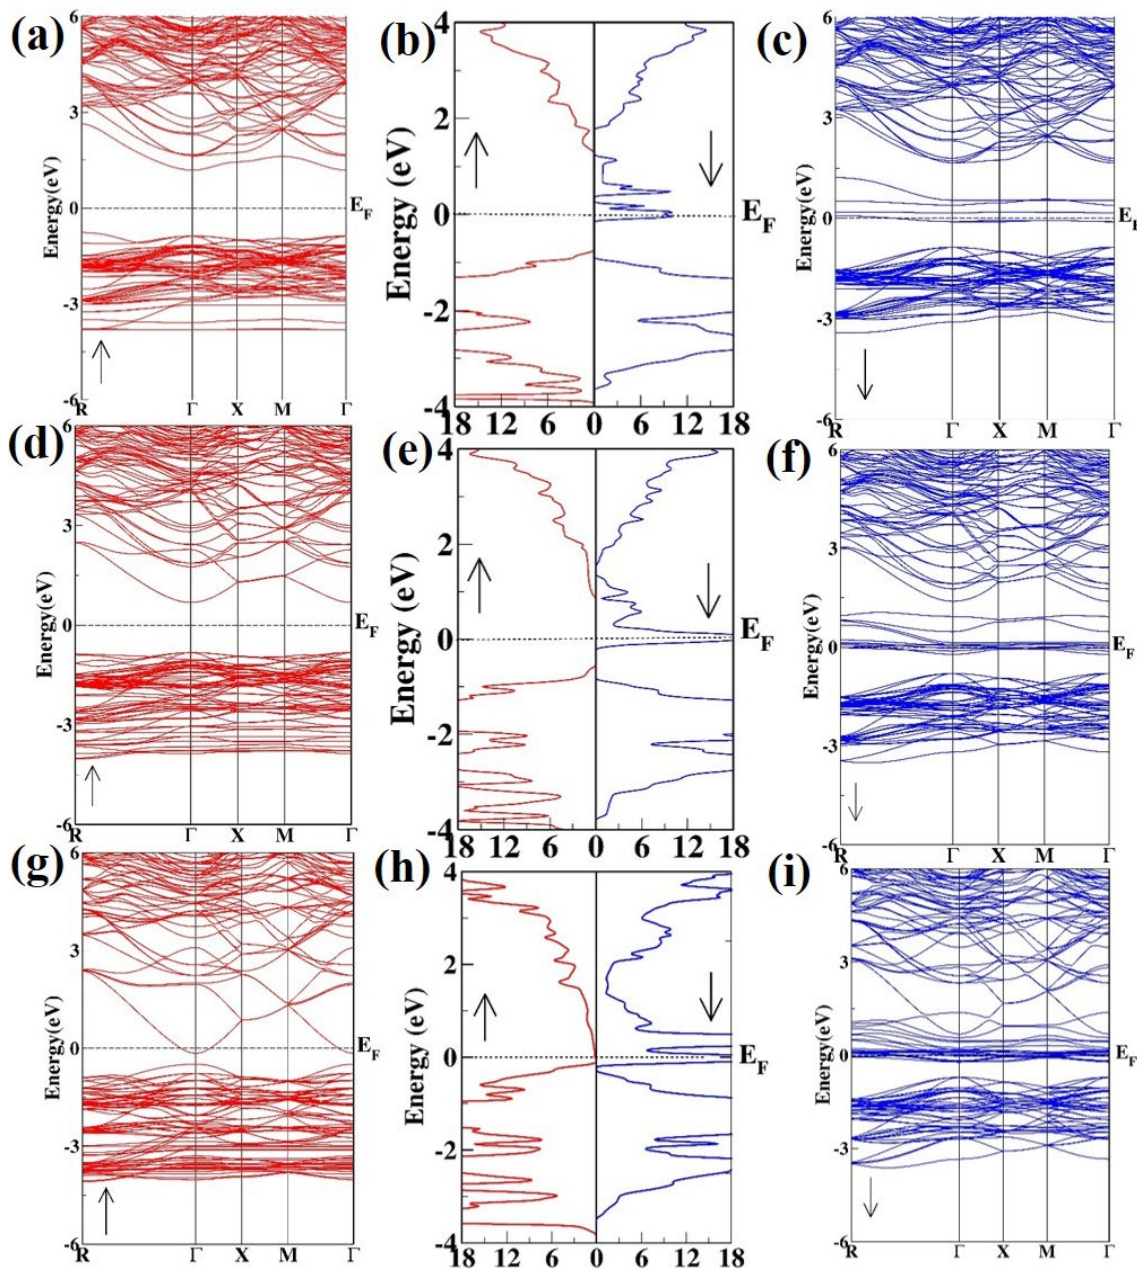 (a) (b) (c)
6 3 0 -3 -6
Energy(eV)
E_F
R Γ X M Γ
4 2 0 -2 -4
Energy (eV)
E_F
18 12 6 0 6 12 18
6 3 0 -3 -6
Energy(eV)
E_F
R Γ X M Γ
(d) (e) (f)
6 3 0 -3 -6
Energy(eV)
E_F
R Γ X M Γ
4 2 0 -2 -4
Energy (eV)
E_F
18 12 6 0 6 12 18
6 3 0 -3 -6
Energy(eV)
E_F
R Γ X M Γ
(g) (h) (i)
6 3 0 -3 -6
Energy(eV)
E_F
R Γ X M Γ
4 2 0 -2 -4
Energy (eV)
E_F
18 12 6 0 6 12 18
6 3 0 -3 -6
Energy(eV)
E_F
R Γ X M Γ